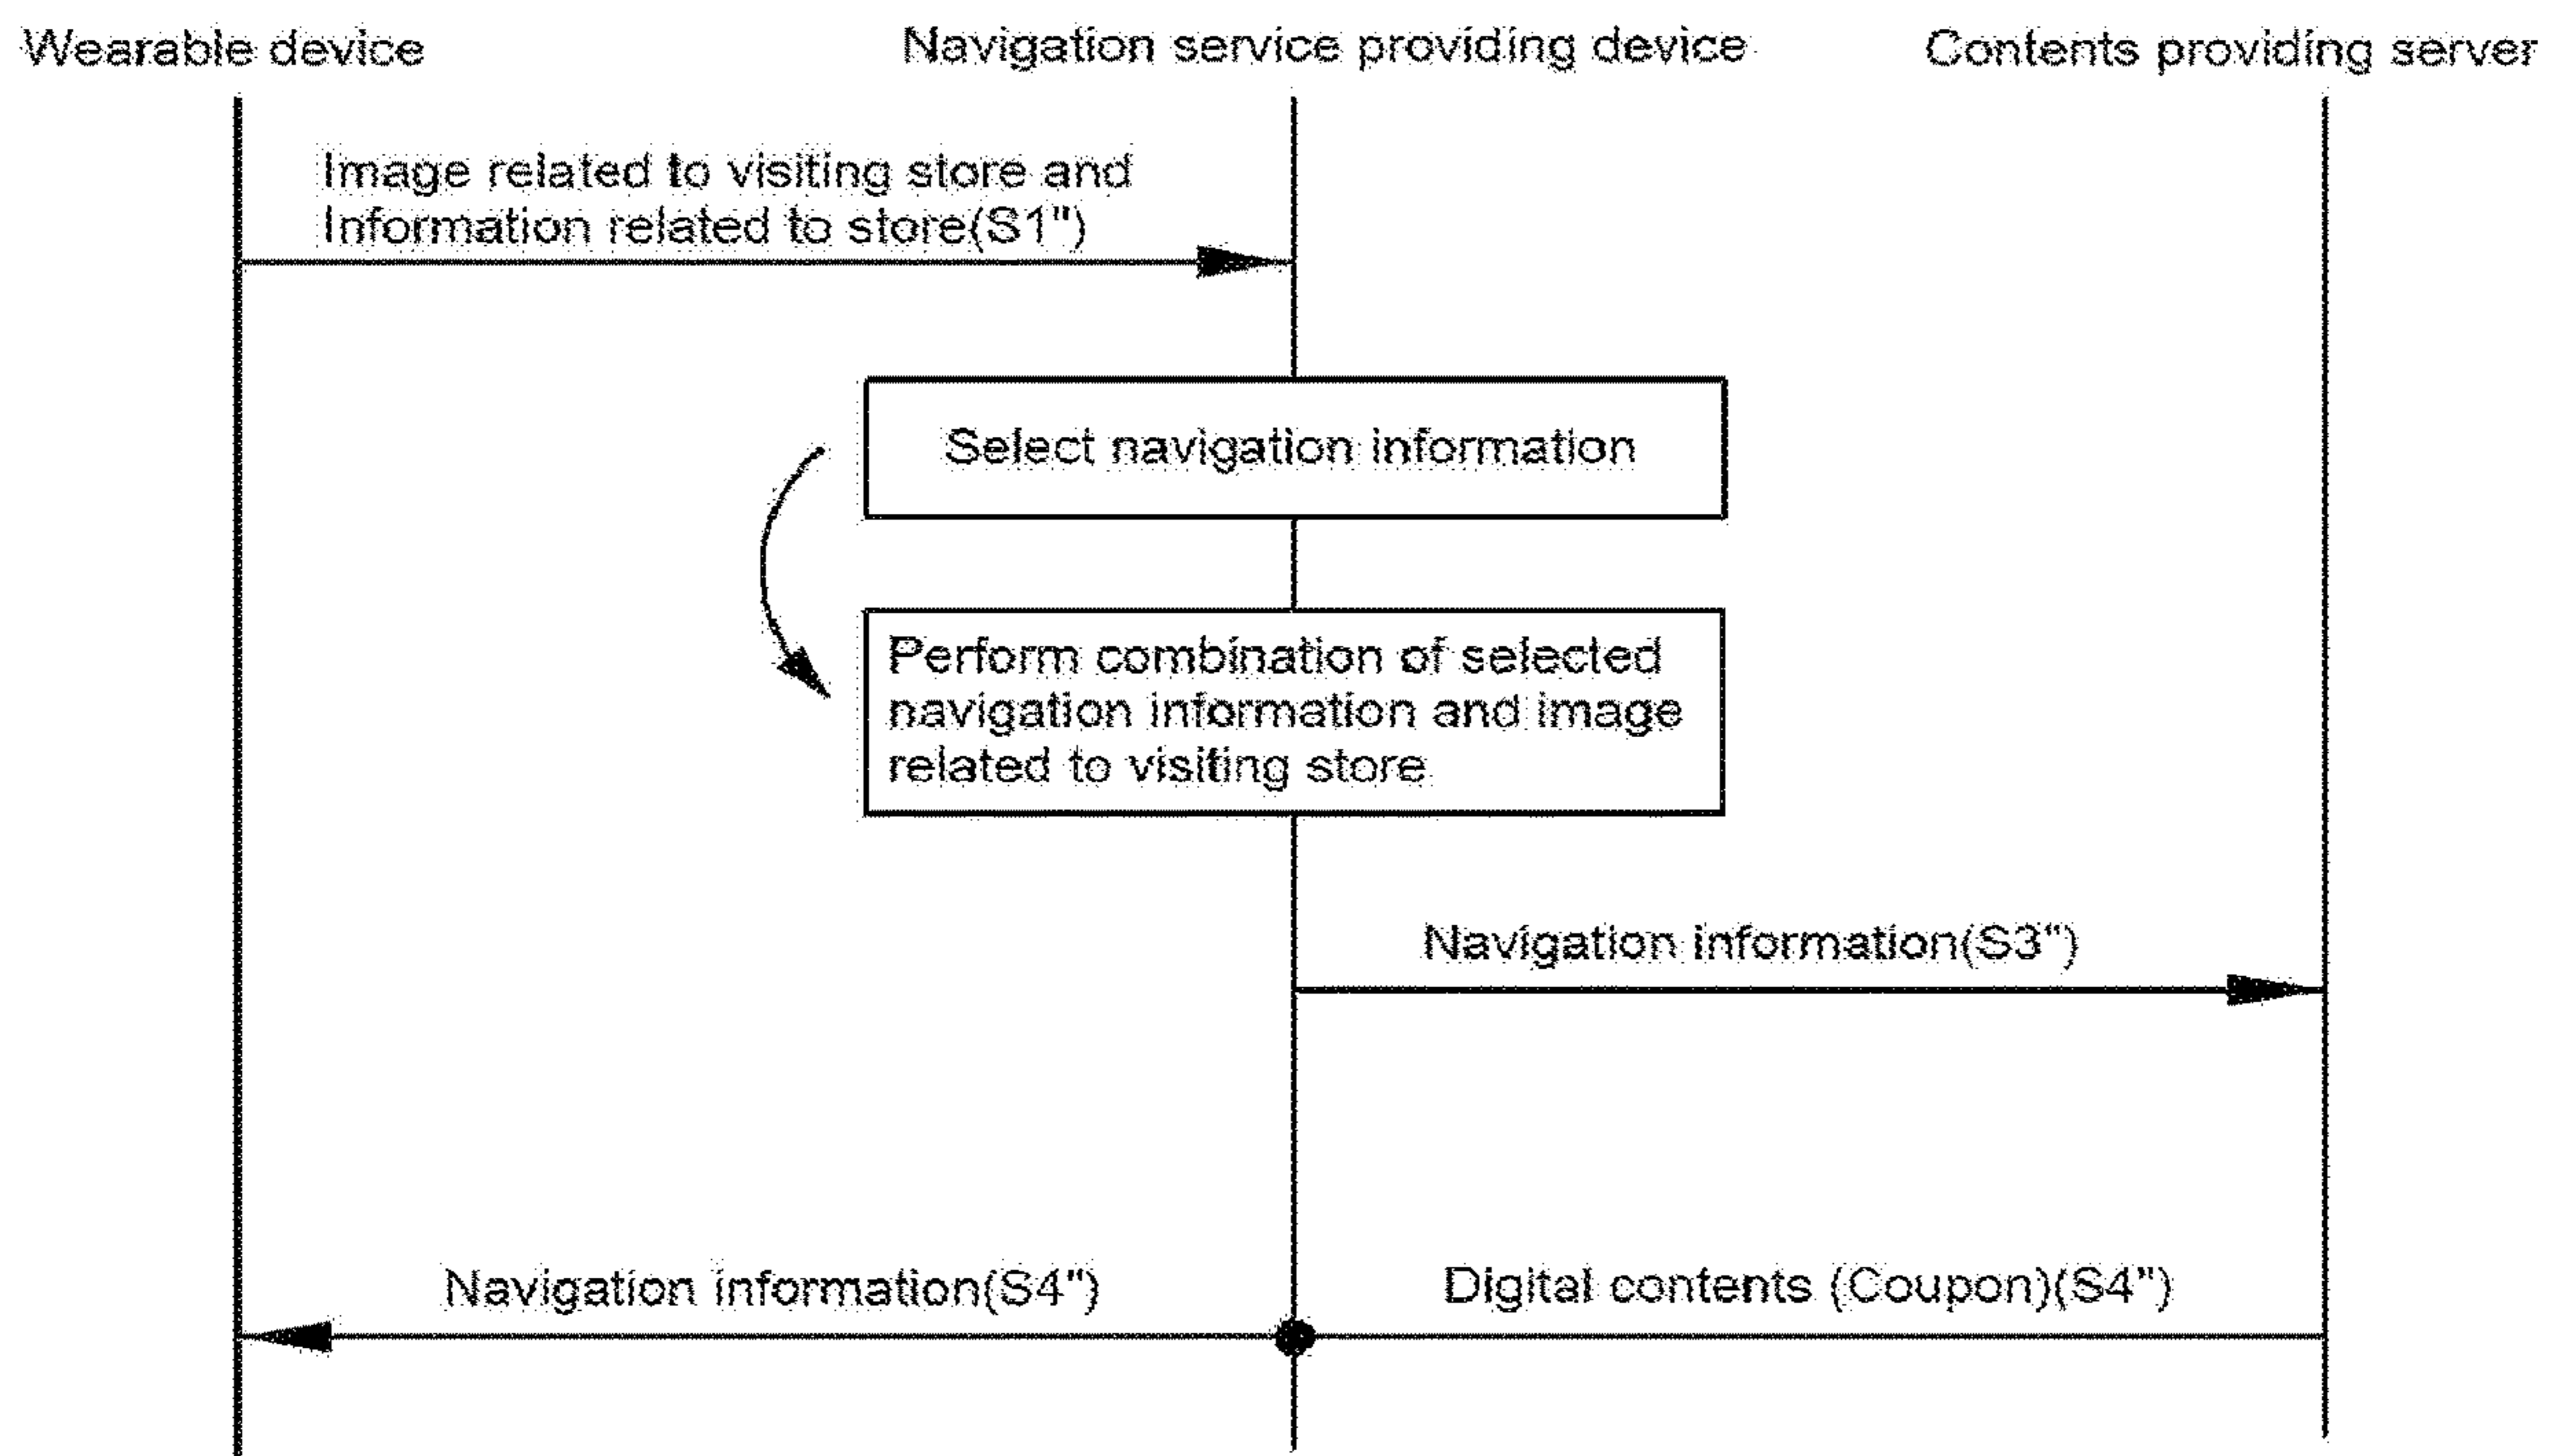 Wearable device
Navigation service providing device
Contents providing server
Image related to visiting store and
Information related to store(S1")
Select navigation information
Perform combination of selected
navigation information and image
related to visiting store
Navigation information(S3")
Navigation information(S4")
Digital contents (Coupon)(S4")